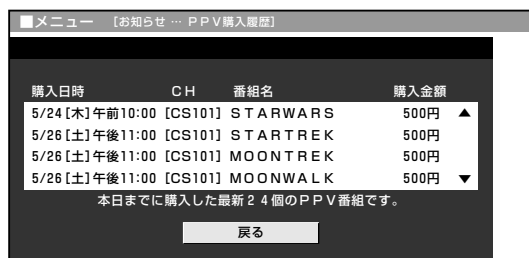 ■メニュー [お知らせ … PPV購入履歴]
購入日時 CH 番組名 購入金額
5/24[木]午前10:00 [CS101] STARWARS 500円 ▲
5/26[土]午後11:00 [CS101] STARTREK 500円
5/26[土]午後11:00 [CS101] MOONTREK 500円
5/26[土]午後11:00 [CS101] MOONWALK 500円 ▼
本日までに購入した最新24個のPPV番組です。
戻る